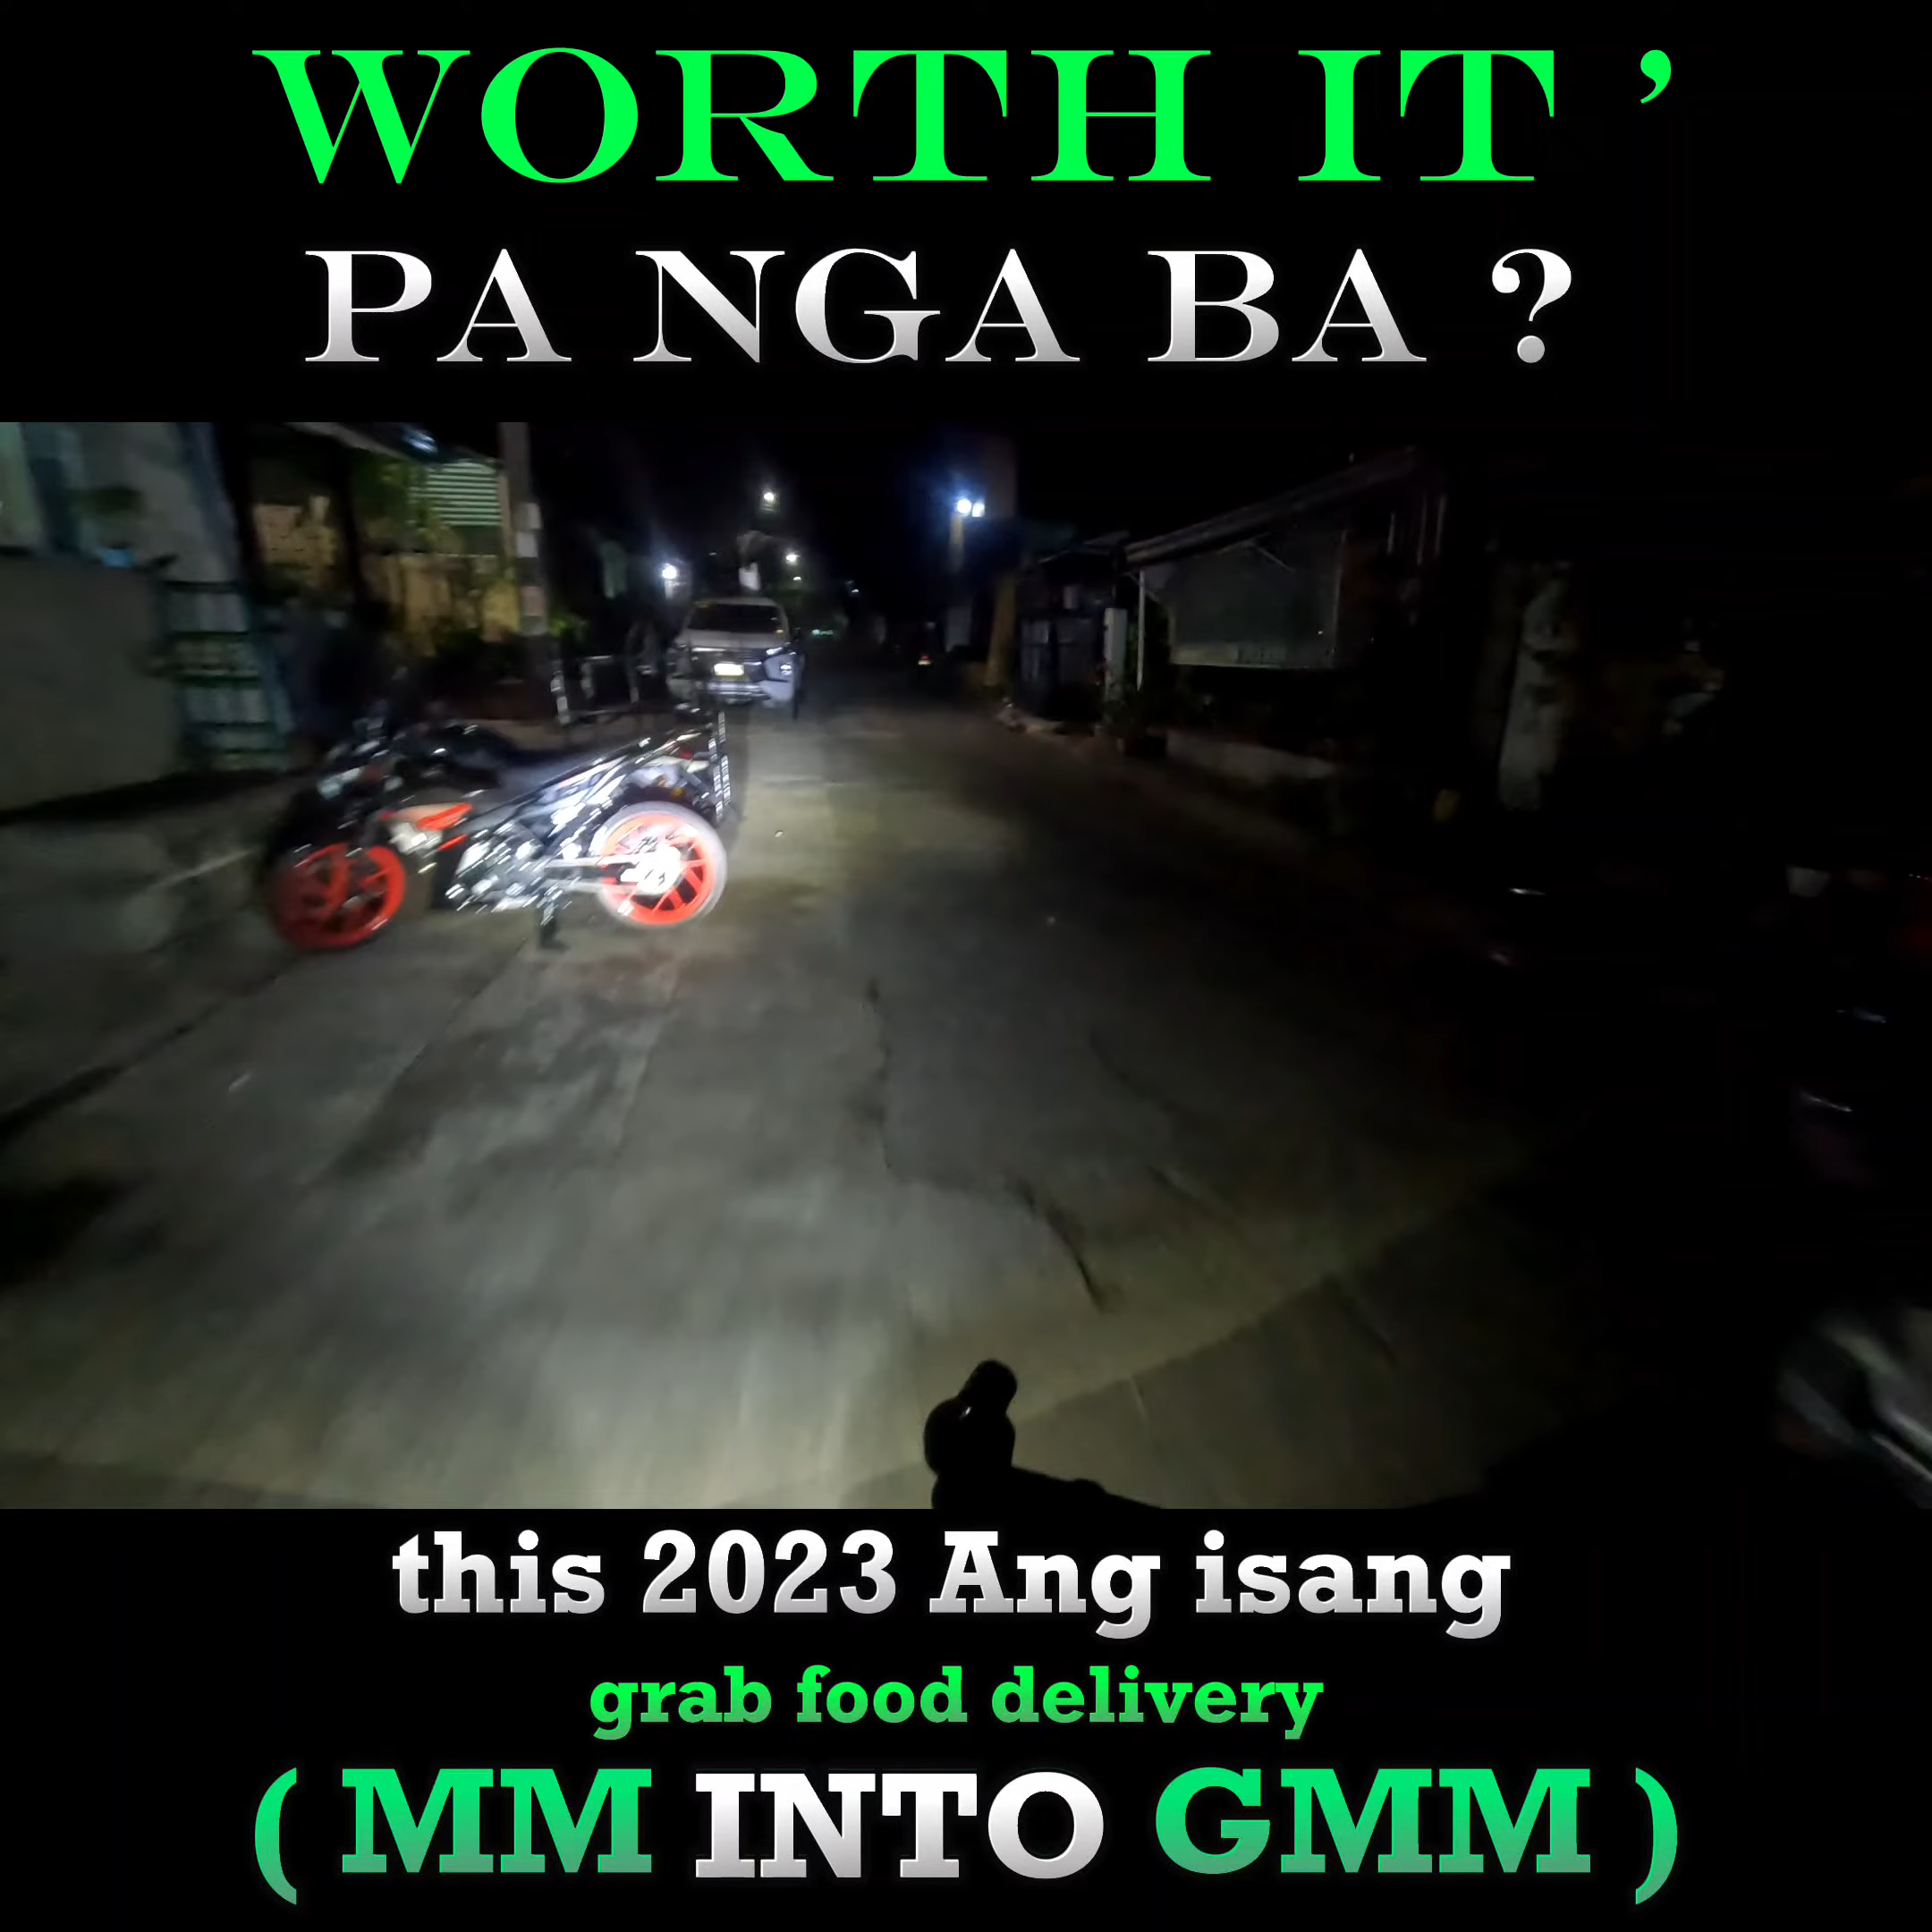 WORTH IT ’
PA NGA BA ?
this 2023 Ang isang
grab food delivery
( MM INTO GMM )